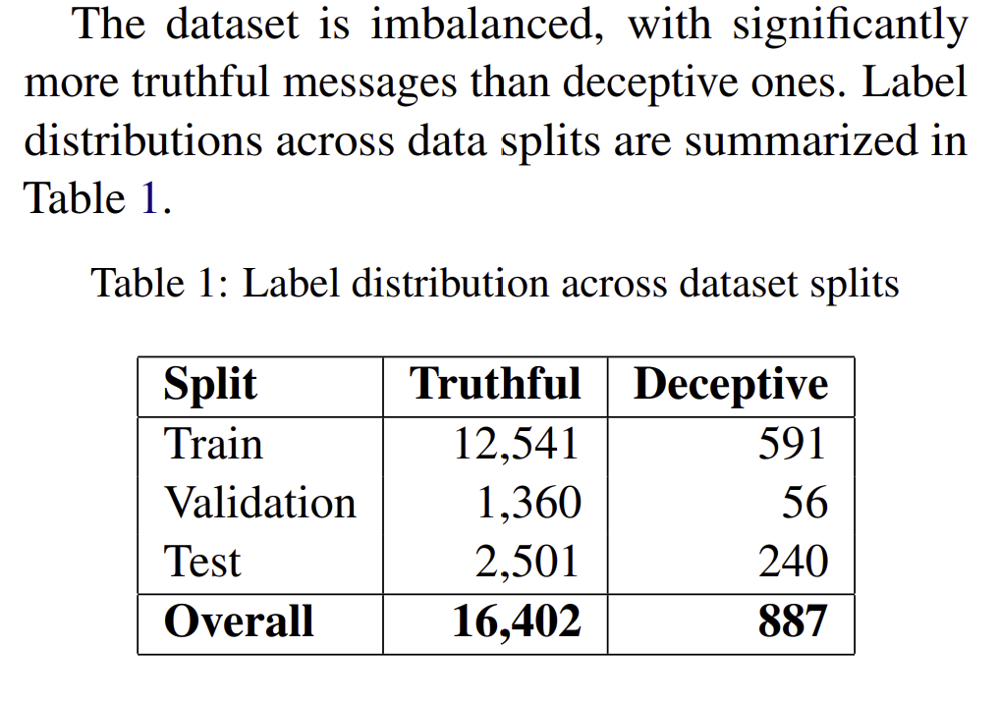 The dataset is imbalanced, with significantly
more truthful messages than deceptive ones. Label
distributions across data splits are summarized in
Table 1.
Table 1: Label distribution across dataset splits
Split Truthful Deceptive
Train 12,541 591
Validation 1,360 56
Test 2,501 240
Overall 16,402 887